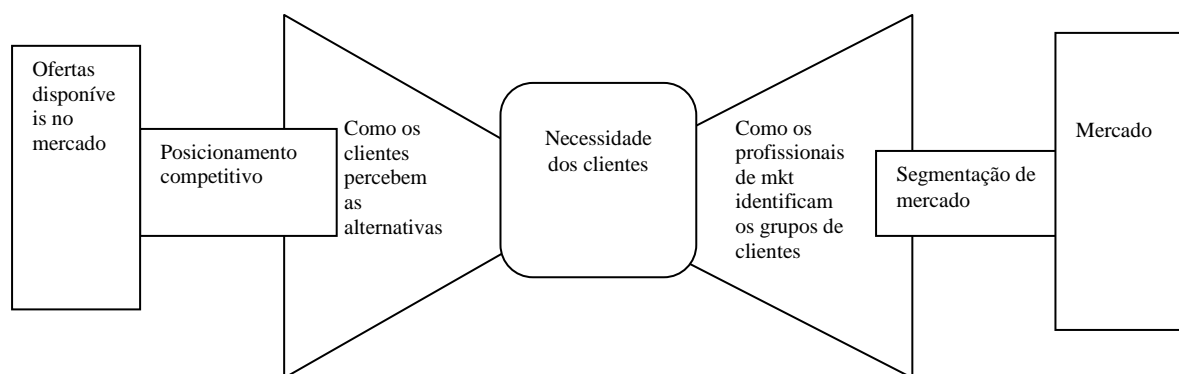 Ofertas
disponíve
is no
mercado
Posicionamento
competitivo
Como os
clientes
percebem
as
alternativas
Necessidade
dos clientes
Como os
profissionais
de mkt
identificam
os grupos de
clientes
Segmentação de
mercado
Mercado